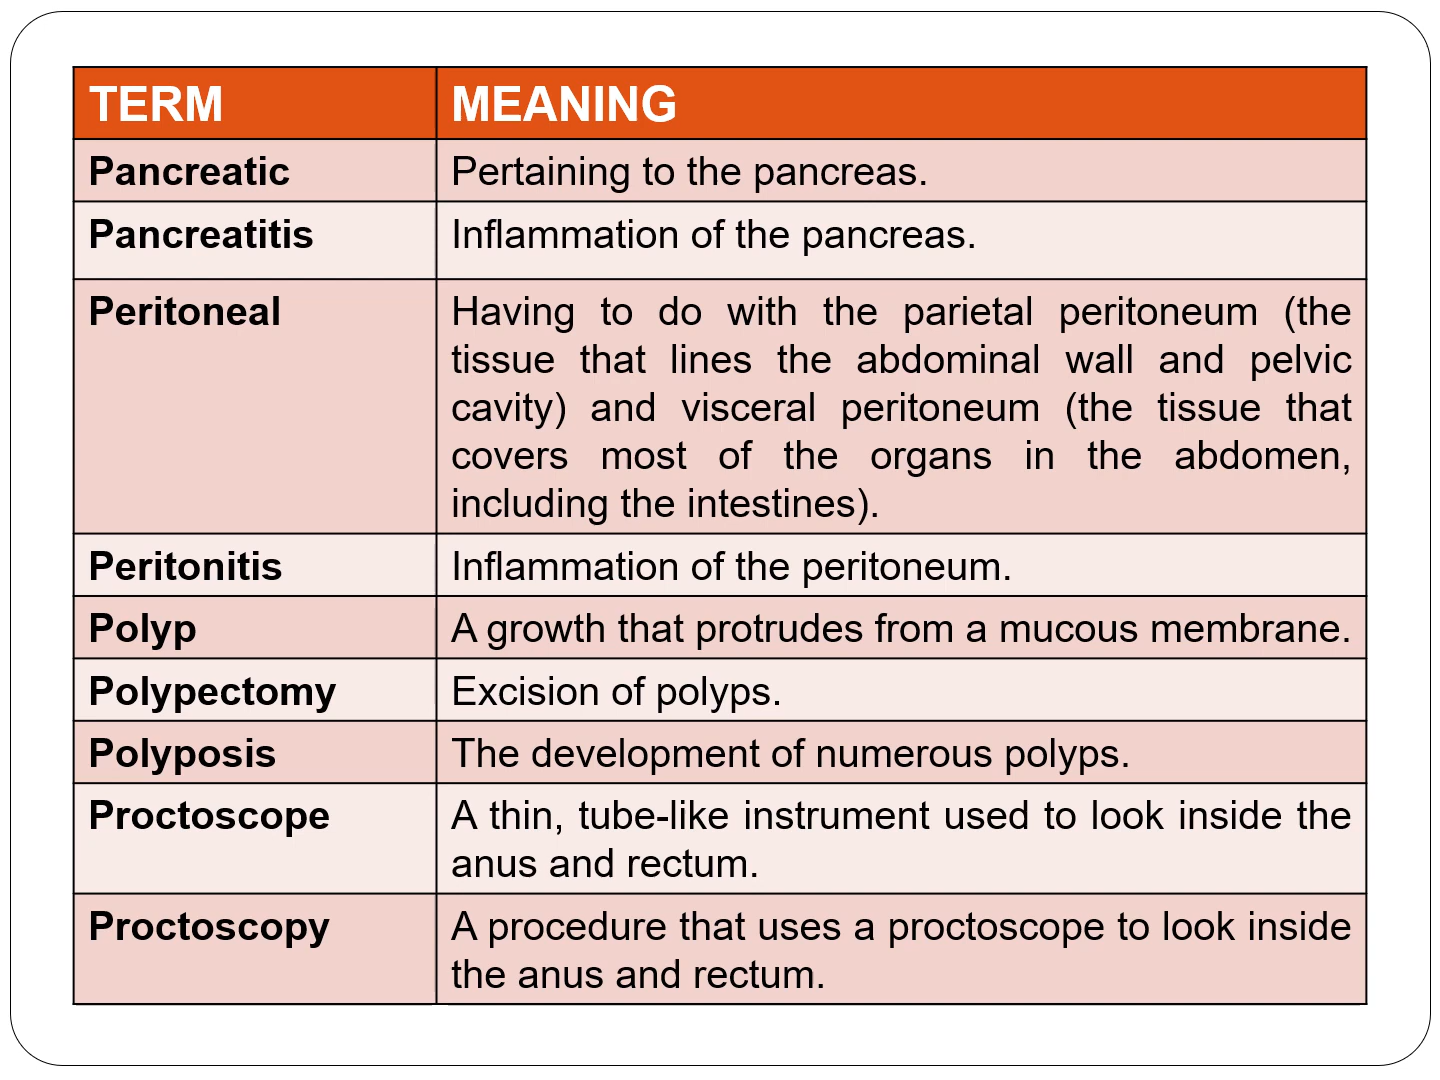 TERM MEANING
Pancreatic Pertaining to the pancreas.
Pancreatitis Inflammation of the pancreas.
Peritoneal Having to do with the parietal peritoneum (the
tissue that lines the abdominal wall and pelvic
cavity) and visceral peritoneum (the tissue that
covers most of the organs in the abdomen,
including the intestines).
Peritonitis Inflammation of the peritoneum.
Polyp A growth that protrudes from a mucous membrane.
Polypectomy Excision of polyps.
Polyposis The development of numerous polyps.
Proctoscope A thin, tube-like instrument used to look inside the
anus and rectum.
Proctoscopy A procedure that uses a proctoscope to look inside
the anus and rectum.